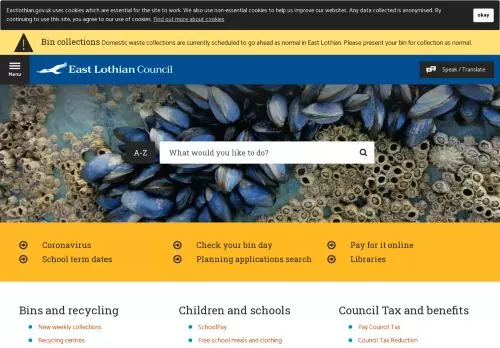 Eastlothian.gov.uk uses cookies which are essential for the site to work. We also use non-essential cookies to help us improve our websites. Any data collected is anonymised. By
continuing to use this site, you agree to our use of cookies. Find out more about cookies
okay
Bin collections Domestic waste collections are currently scheduled to go ahead as normal in East Lothian. Please present your bin for collection as normal.
Menu
East Lothian Council
Speak / Translate
A-Z
What would you like to do?
Coronavirus
Check your bin day
Pay for it online
School term dates
Planning applications search
Libraries
Bins and recycling
Children and schools
Council Tax and benefits
New weekly collections
SchoolPay
Pay Council Tax
Recycling centres
Free school meals and clothing
Council Tax Reduction